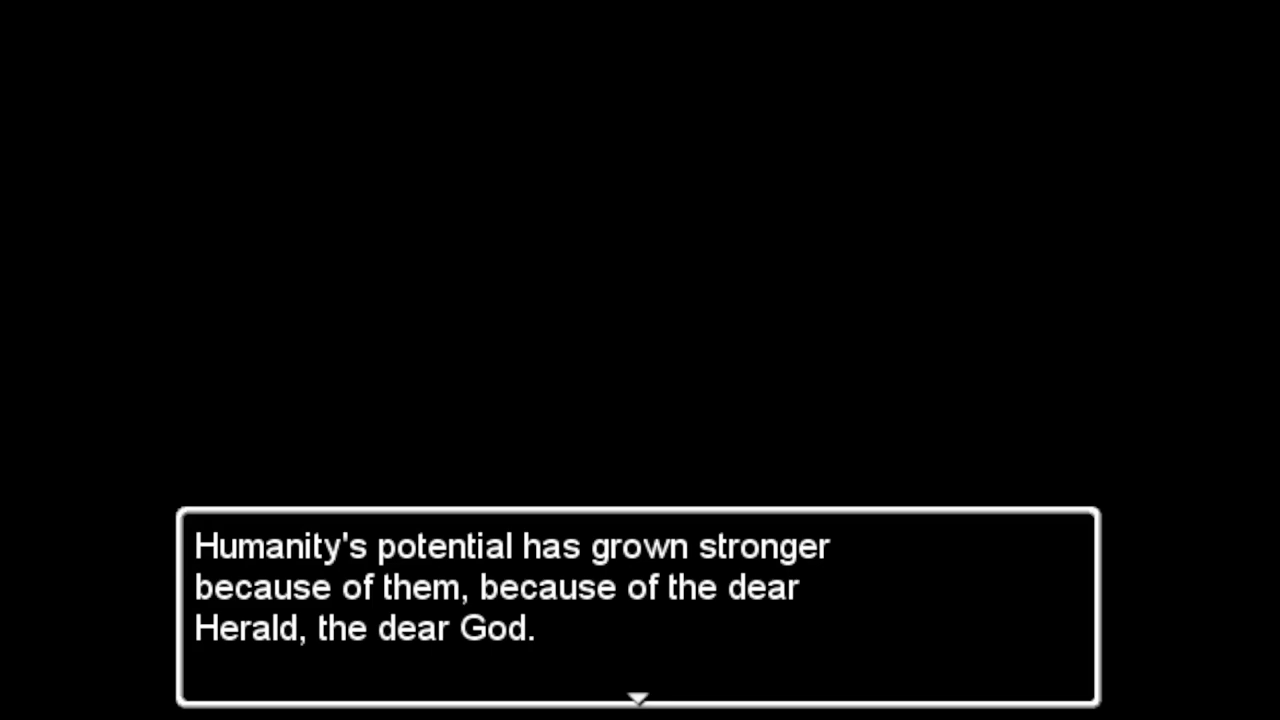 Humanity's potential has grown stronger
because of them, because of the dear
Herald, the dear God.